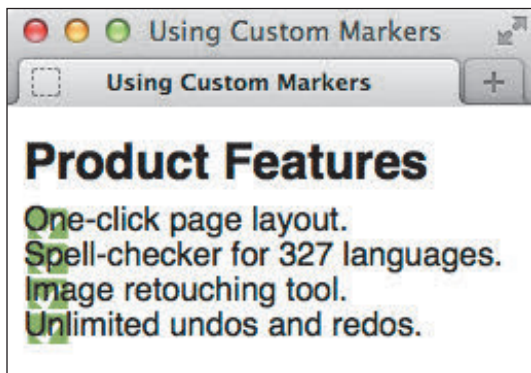 Using Custom Markers
Using Custom Markers
Product Features
One-click page layout.
Spell-checker for 327 languages.
Image retouching tool.
Unlimited undos and redos.